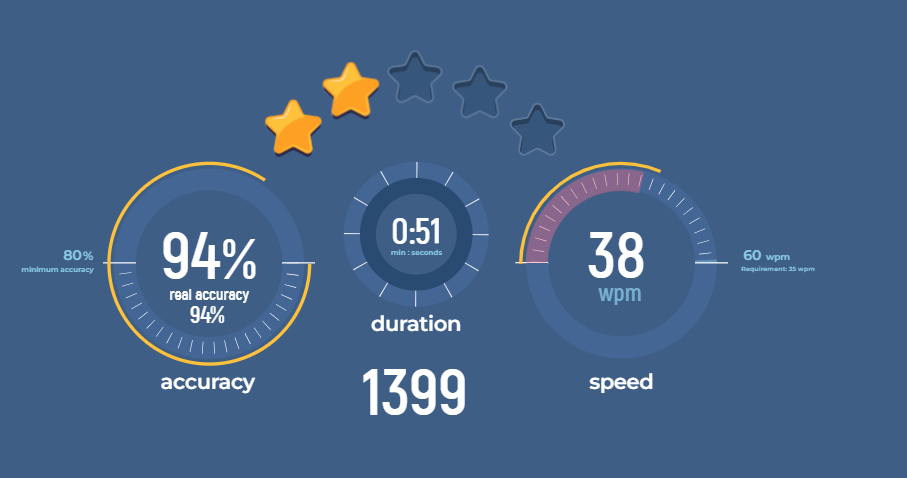 80%
minimum accuracy
94%
real accuracy
94%
accuracy
0:51
min : seconds
duration
1399
38
wpm
speed
60 wpm
Requirement: 35 wpm